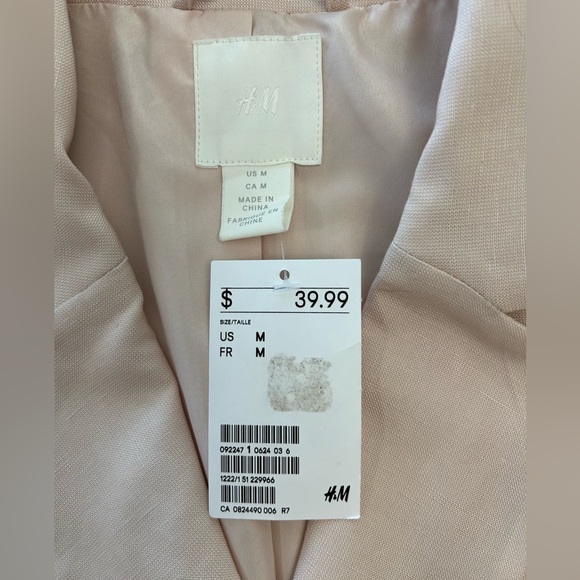 H&M
US M
CA M
MADE IN
CHINA
FABRIQUÉ EN
CHINE
$ 39.99
SIZE/TAILLE
US M
FR M
092247 1 0624 03 6
1222/1 51 229966
H&M
CA 0824490 006 R7